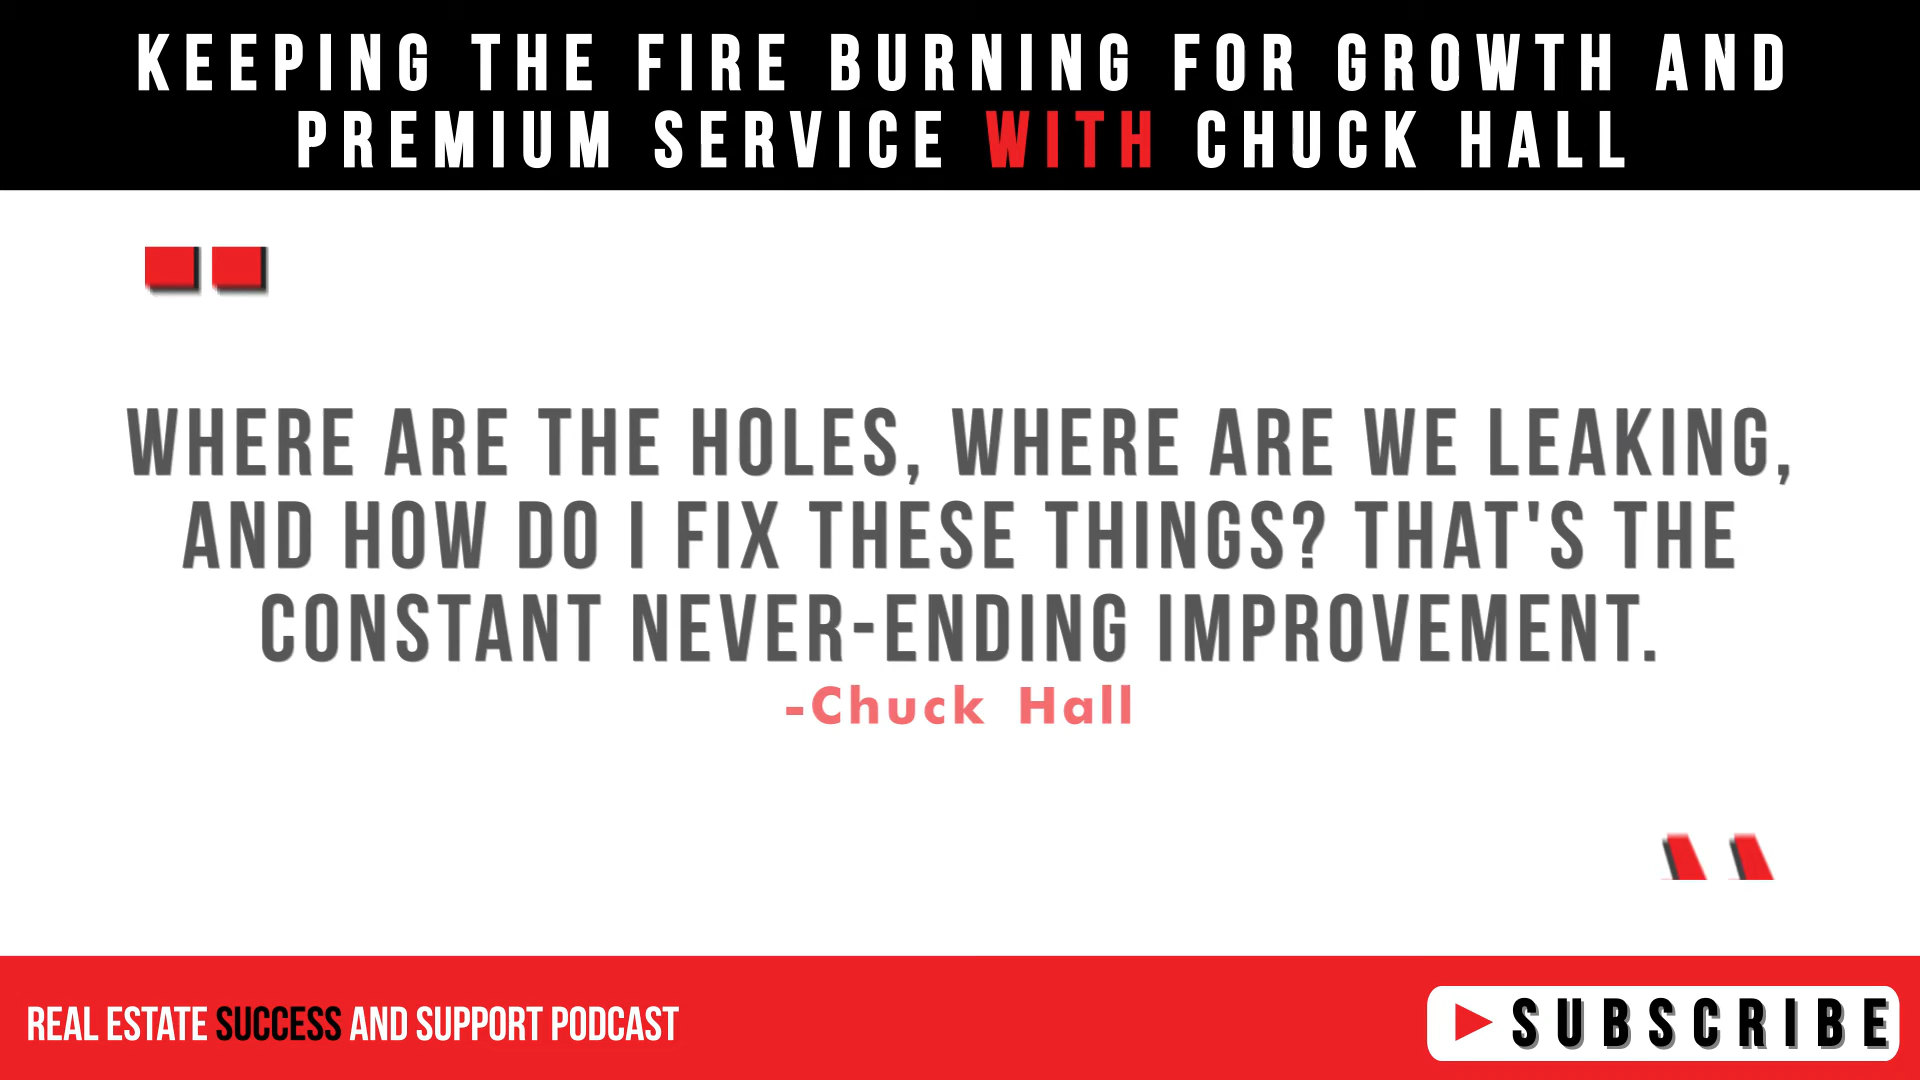 KEEPING THE FIRE BURNING FOR GROWTH AND
PREMIUM SERVICE WITH CHUCK HALL
WHERE ARE THE HOLES, WHERE ARE WE LEAKING,
AND HOW DO I FIX THESE THINGS? THAT'S THE
CONSTANT NEVER-ENDING IMPROVEMENT.
-Chuck Hall
REAL ESTATE SUCCESS AND SUPPORT PODCAST
SUBSCRIBE